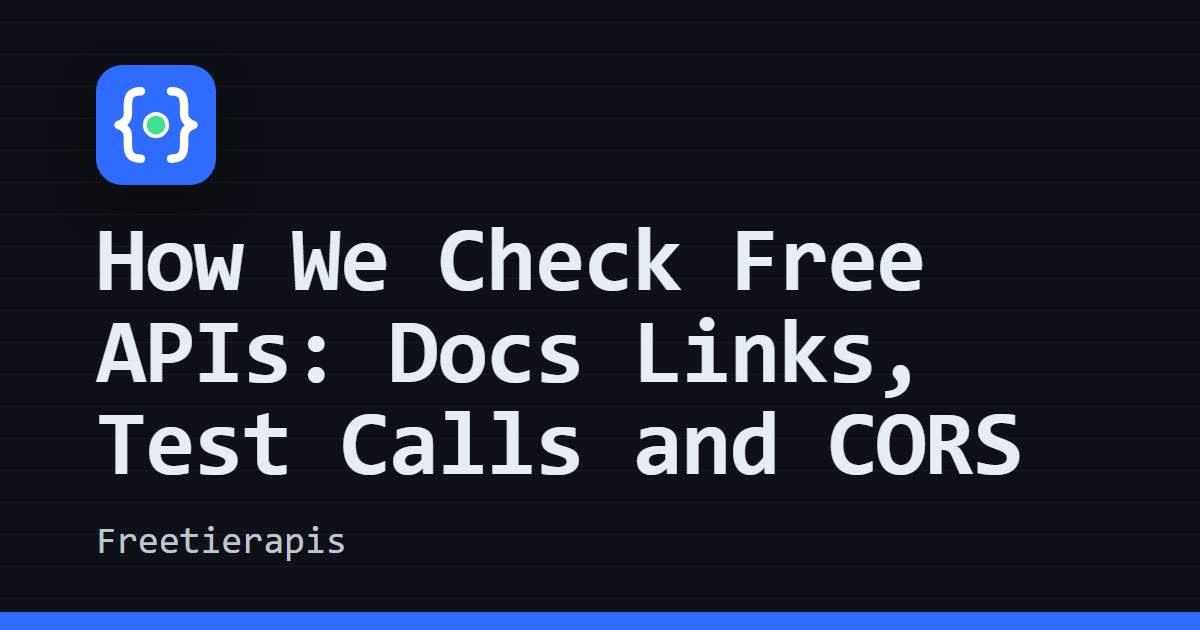 How We Check Free
APIs: Docs Links,
Test Calls and CORS
Freetierapis